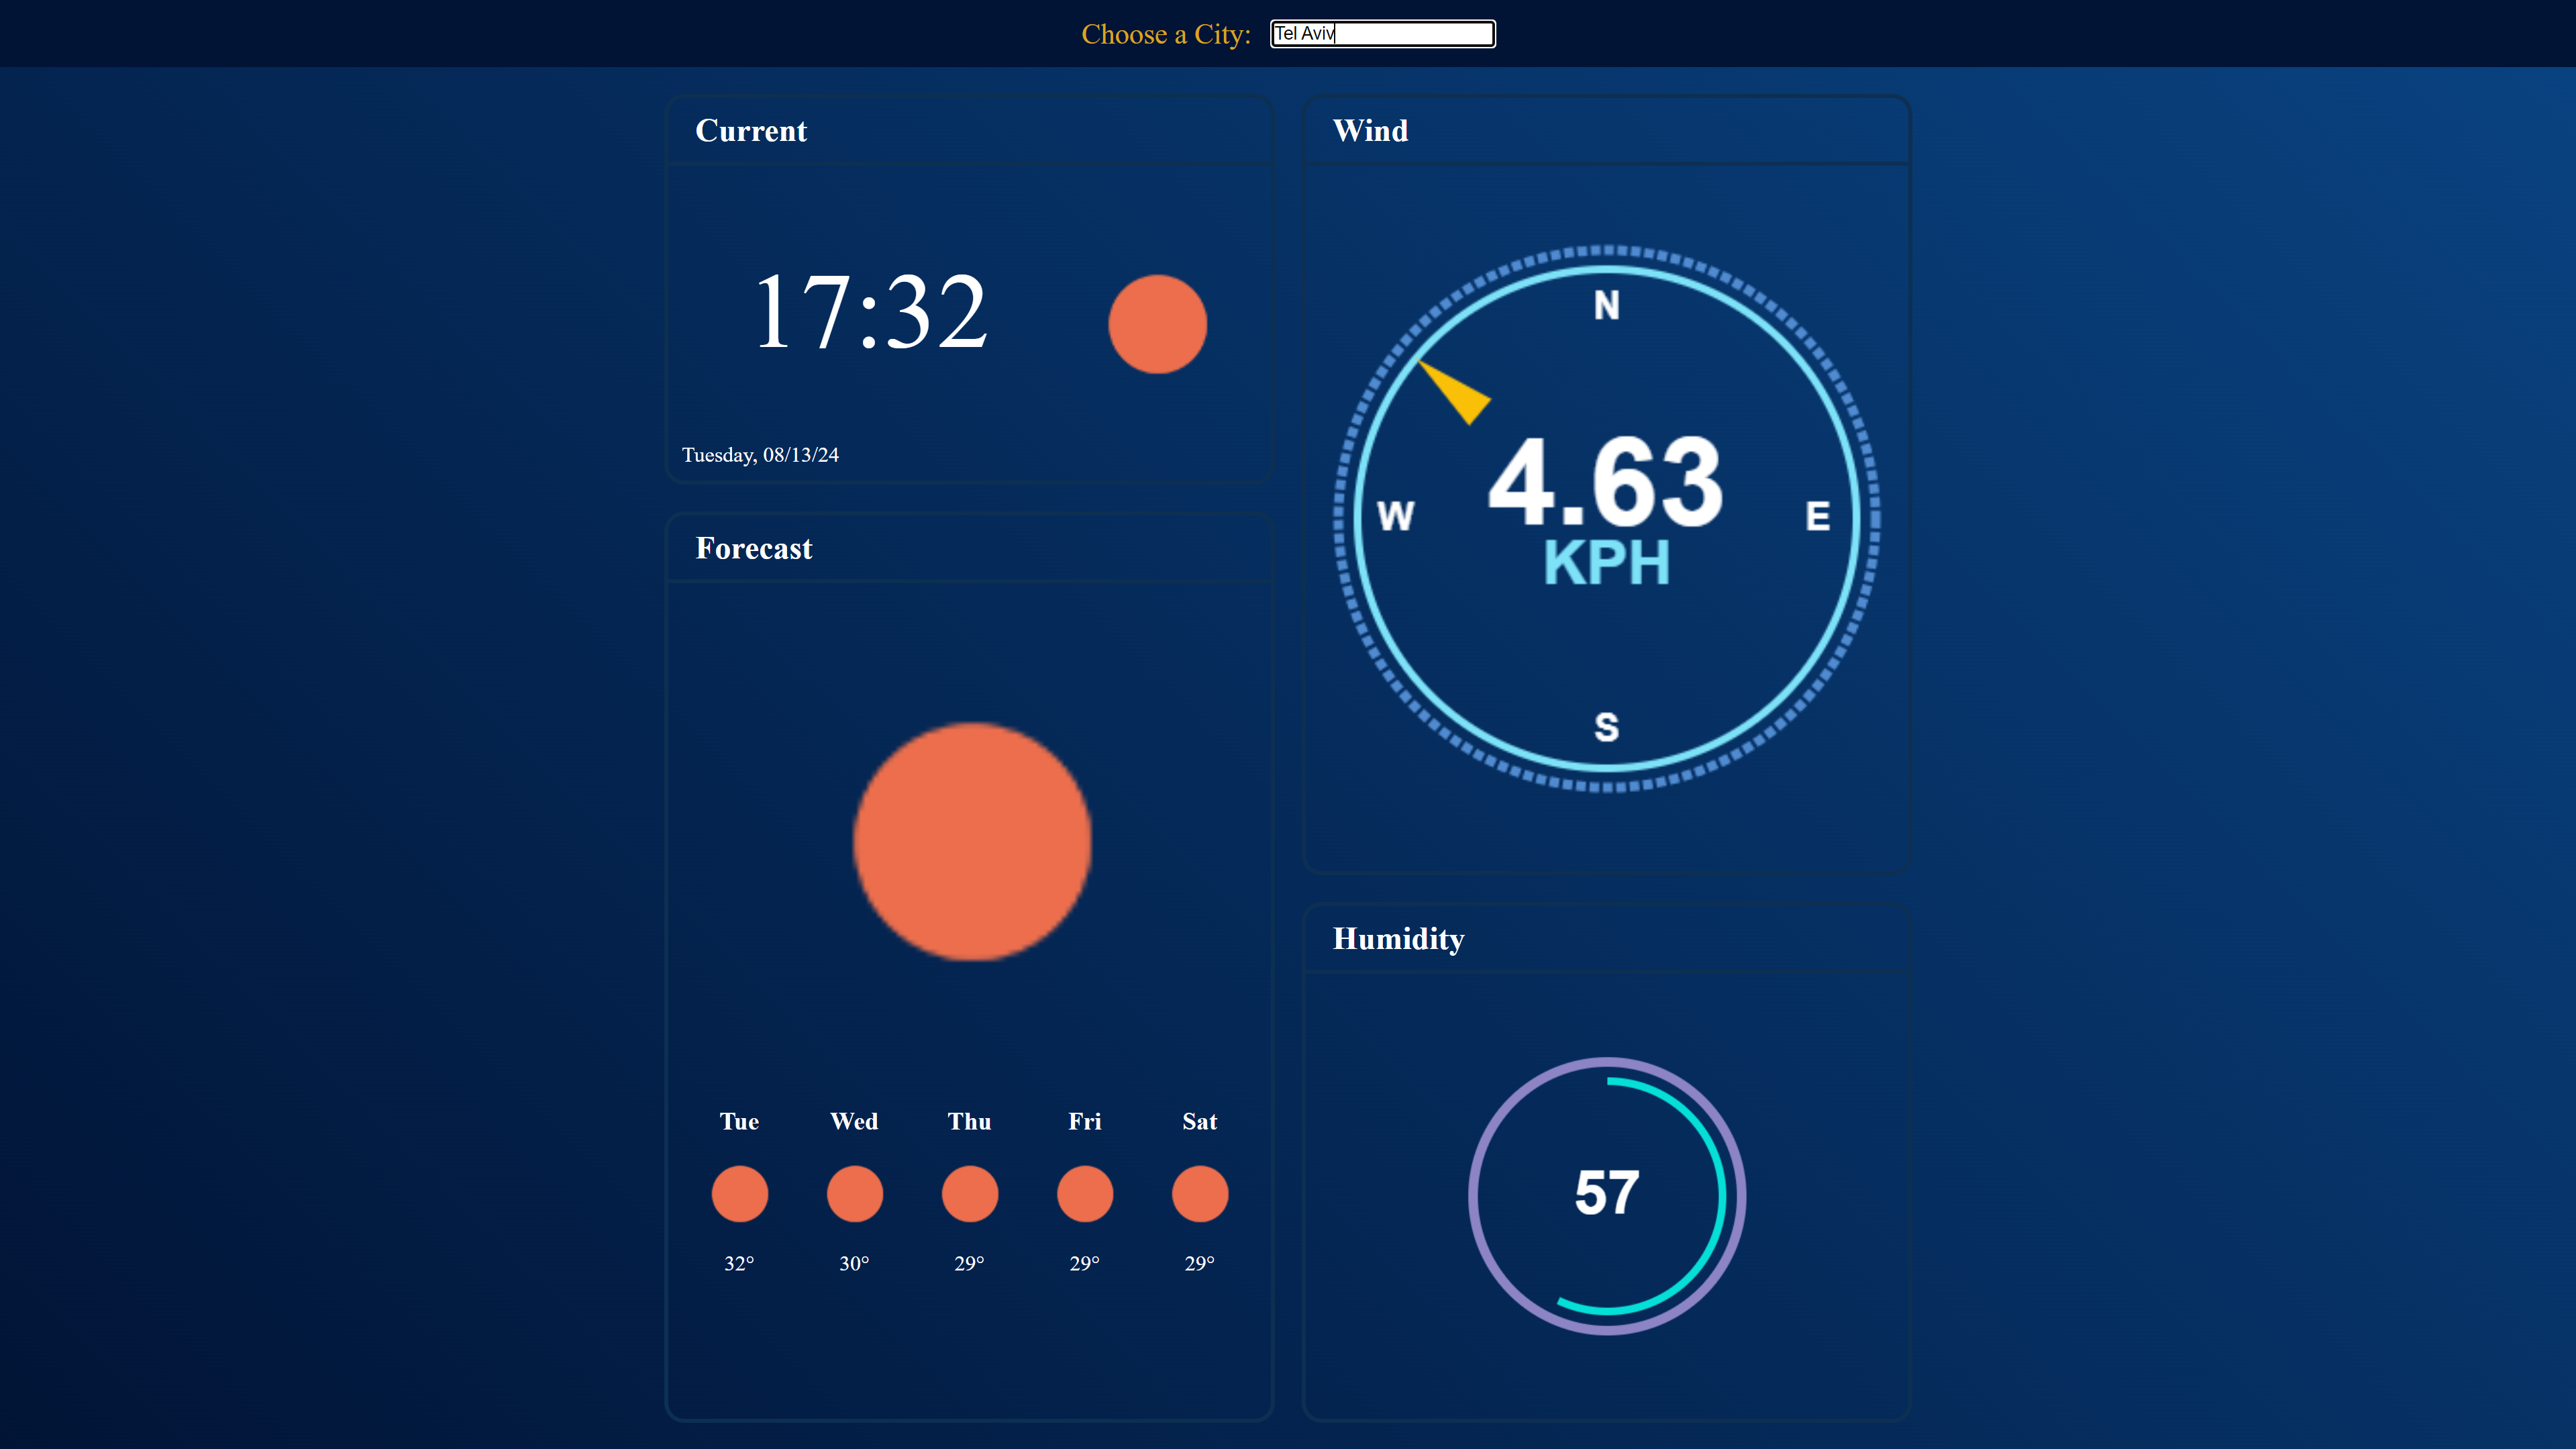 Choose a City: Tel Aviv
Current
17:32
Tuesday, 08/13/24
Forecast
Tue Wed Thu Fri Sat
32° 30° 29° 29° 29°
Wind
N
W E
4.63
KPH
S
Humidity
57